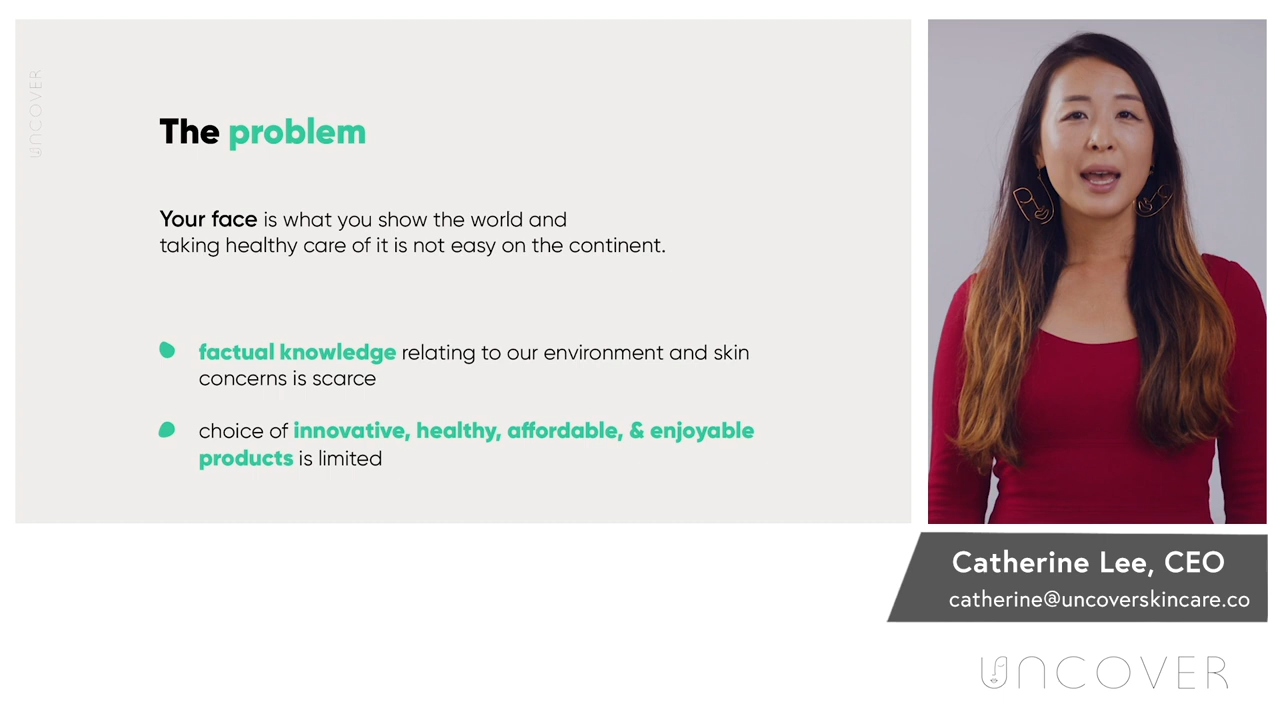 UNCOVER
The problem
Your face is what you show the world and
taking healthy care of it is not easy on the continent.
factual knowledge relating to our environment and skin
concerns is scarce
choice of innovative, healthy, affordable, & enjoyable
products is limited
Catherine Lee, CEO
catherine@uncoverskincare.co
UNCOVER